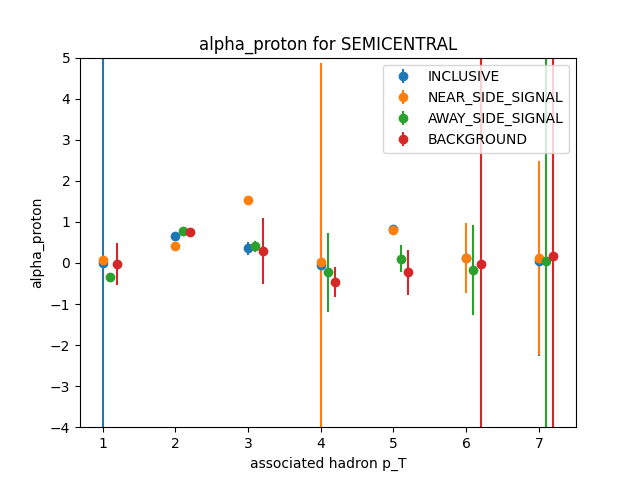 alpha_proton for SEMICENTRAL
INCLUSIVE
NEAR_SIDE_SIGNAL
AWAY_SIDE_SIGNAL
BACKGROUND
alpha_proton
5
4
3
2
1
0
−1
−2
−3
−4
1 2 3 4 5 6 7
associated hadron p_T